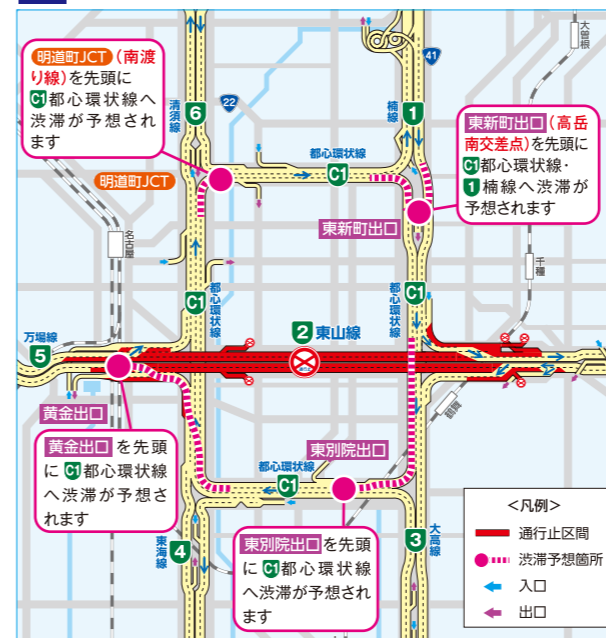 明道町JCT（南渡
り線）を先頭に
C1都心環状線へ
渋滞が予想され
ます
明道町JCT
6
清須線
22
41
1
楠線
大曽根
東新町出口（高岳
南交差点）を先頭に
C1都心環状線・
1楠線へ渋滞が
予想されます
都心環状線
C1
東新町出口
名古屋
千種
C1
都心環状線
都心環状線
C1
2 東山線
万場線
5
黄金出口
鶴舞
黄金出口を先頭
に C1都心環状線
へ渋滞が予想さ
れます
都心環状線
C1
東別院出口
東海線
4
東別院出口を先頭
に C1都心環状線
へ渋滞が予想され
ます
3
大高線
＜凡例＞
通行止区間
渋滞予想箇所
入口
出口